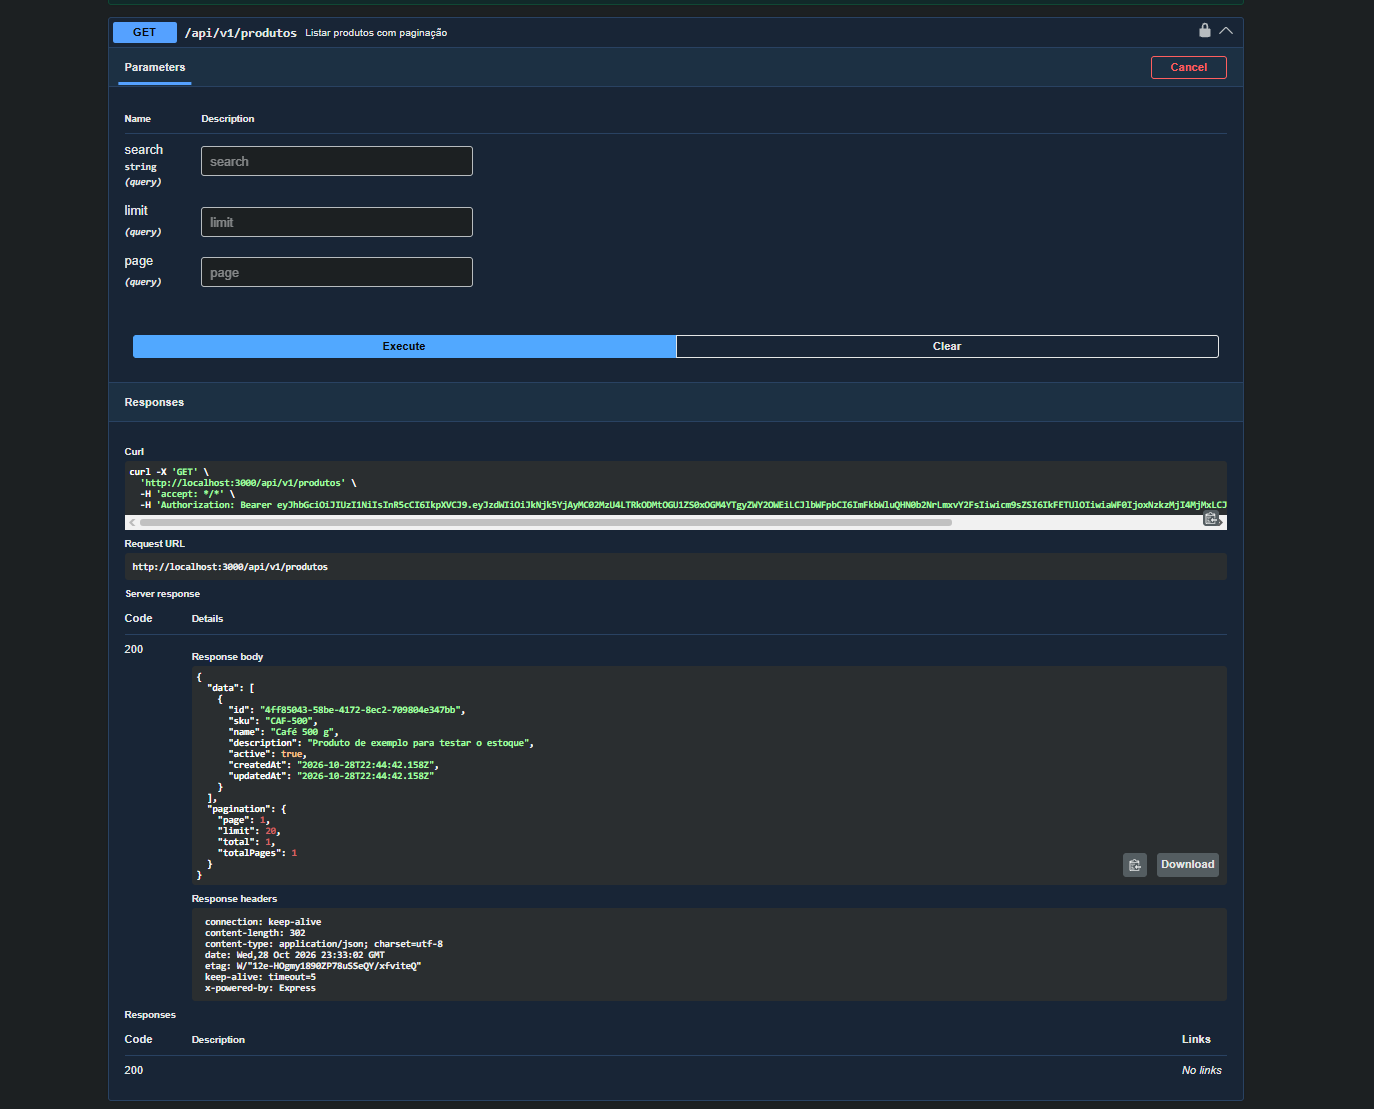 GET /api/v1/produtos Listar produtos com paginação
Parameters
Cancel
Name Description
search
string
(query)
search
limit
(query)
limit
page
(query)
page
Execute Clear
Responses
Curl
curl -X 'GET' \
'http://localhost:3000/api/v1/produtos' \
-H 'accept: */*' \
-H 'Authorization: Bearer
Request URL
http://localhost:3000/api/v1/produtos
Server response
Code Details
200
Response body
{
"data": [
{
"id": "4ff85043-58be-4172-8ec2-709804e347bb",
"sku": "CAF-500",
"name": "Café 500 g",
"description": "Produto de exemplo para testar o estoque",
"active": true,
"createdAt": "2026-10-28T22:44:42.158Z",
"updatedAt": "2026-10-28T22:44:42.158Z"
}
],
"pagination": {
"page": 1,
"limit": 20,
"total": 1,
"totalPages": 1
}
}
Download
Response headers
connection: keep-alive
content-length: 302
content-type: application/json; charset=utf-8
date: Wed,28 Oct 2026 23:33:02 GMT
etag: W/"12e-HOgmy1890ZP78uSSeQY/xfviteQ"
keep-alive: timeout=5
x-powered-by: Express
Responses
Code Description Links
200 No links